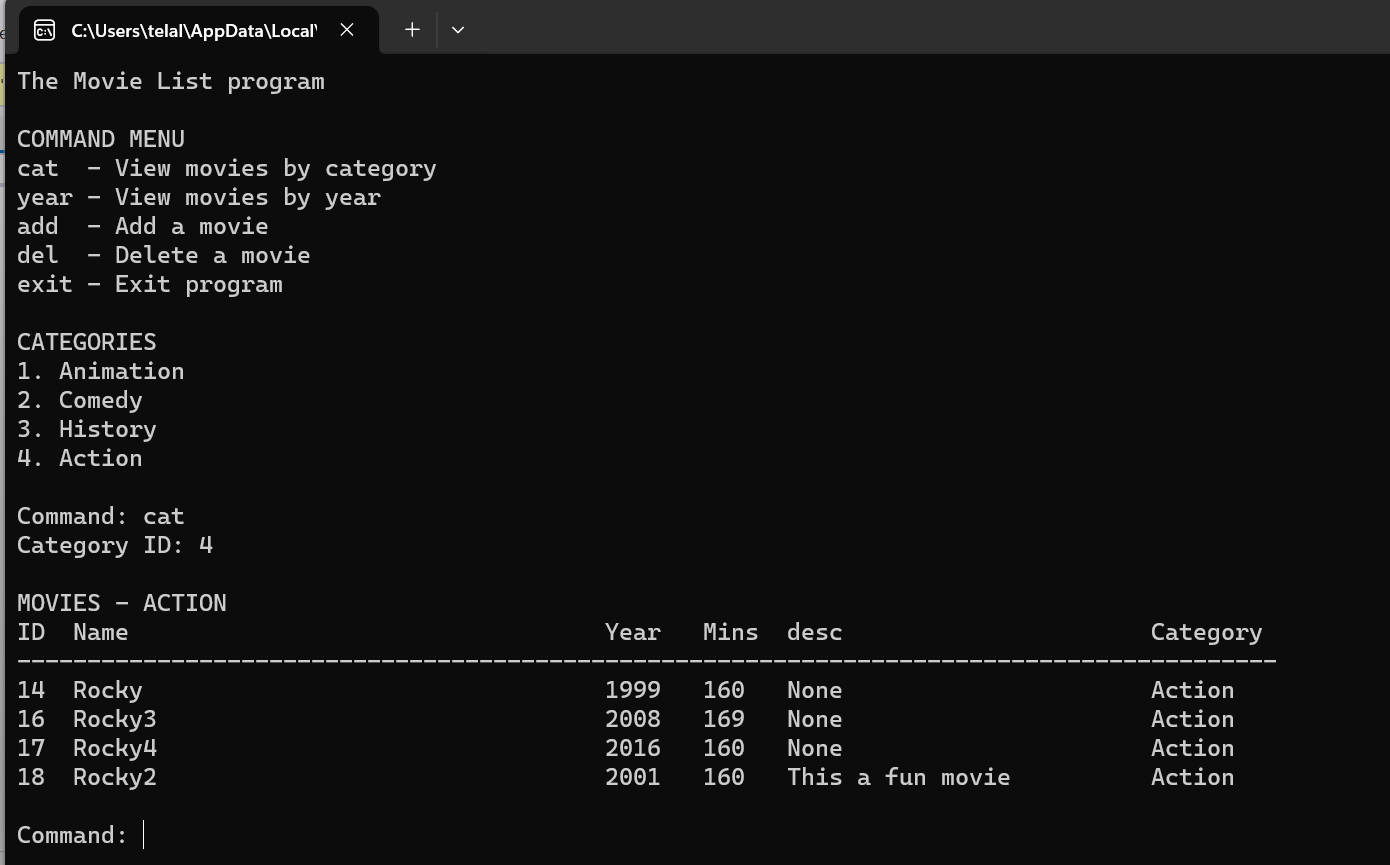 C:\Users\telal\AppData\Local\
The Movie List program
COMMAND MENU
cat  - View movies by category
year - View movies by year
add  - Add a movie
del  - Delete a movie
exit - Exit program
CATEGORIES
1. Animation
2. Comedy
3. History
4. Action
Command: cat
Category ID: 4
MOVIES - ACTION
ID  Name                                  Year   Mins  desc                      Category
------------------------------------------------------------------------------------------
14  Rocky                                 1999   160   None                      Action
16  Rocky3                                2008   169   None                      Action
17  Rocky4                                2016   160   None                      Action
18  Rocky2                                2001   160   This a fun movie          Action
Command: